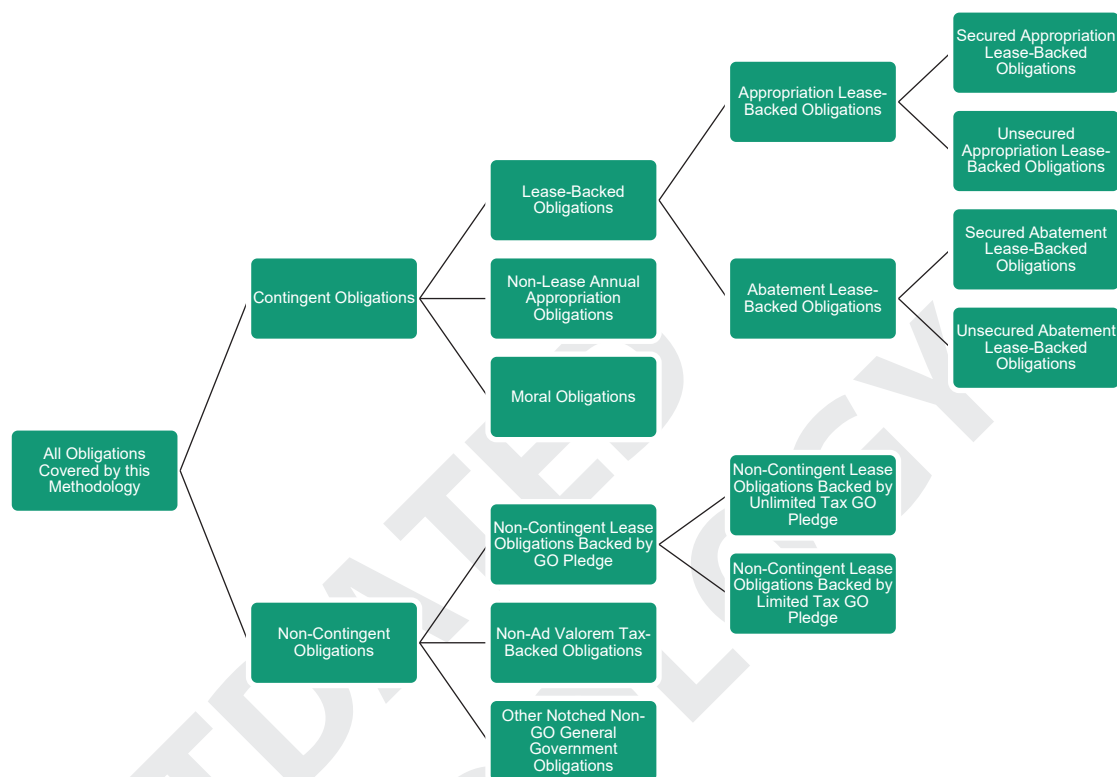 Secured Appropriation
Lease-Backed
Obligations
Appropriation Lease-
Backed Obligations
Unsecured
Appropriation Lease-
Backed Obligations
Lease-Backed
Obligations
Secured Abatement
Lease-Backed
Obligations
Contingent Obligations
Non-Lease Annual
Appropriation
Obligations
Abatement Lease-
Backed Obligations
Unsecured Abatement
Lease-Backed
Obligations
Moral Obligations
All Obligations
Covered by this
Methodology
Non-Contingent Lease
Obligations Backed by
Unlimited Tax GO
Pledge
Non-Contingent Lease
Obligations Backed by
GO Pledge
Non-Contingent Lease
Obligations Backed by
Limited Tax GO
Pledge
Non-Contingent
Obligations
Non-Ad Valorem Tax-
Backed Obligations
Other Notched Non-
GO General
Government
Obligations